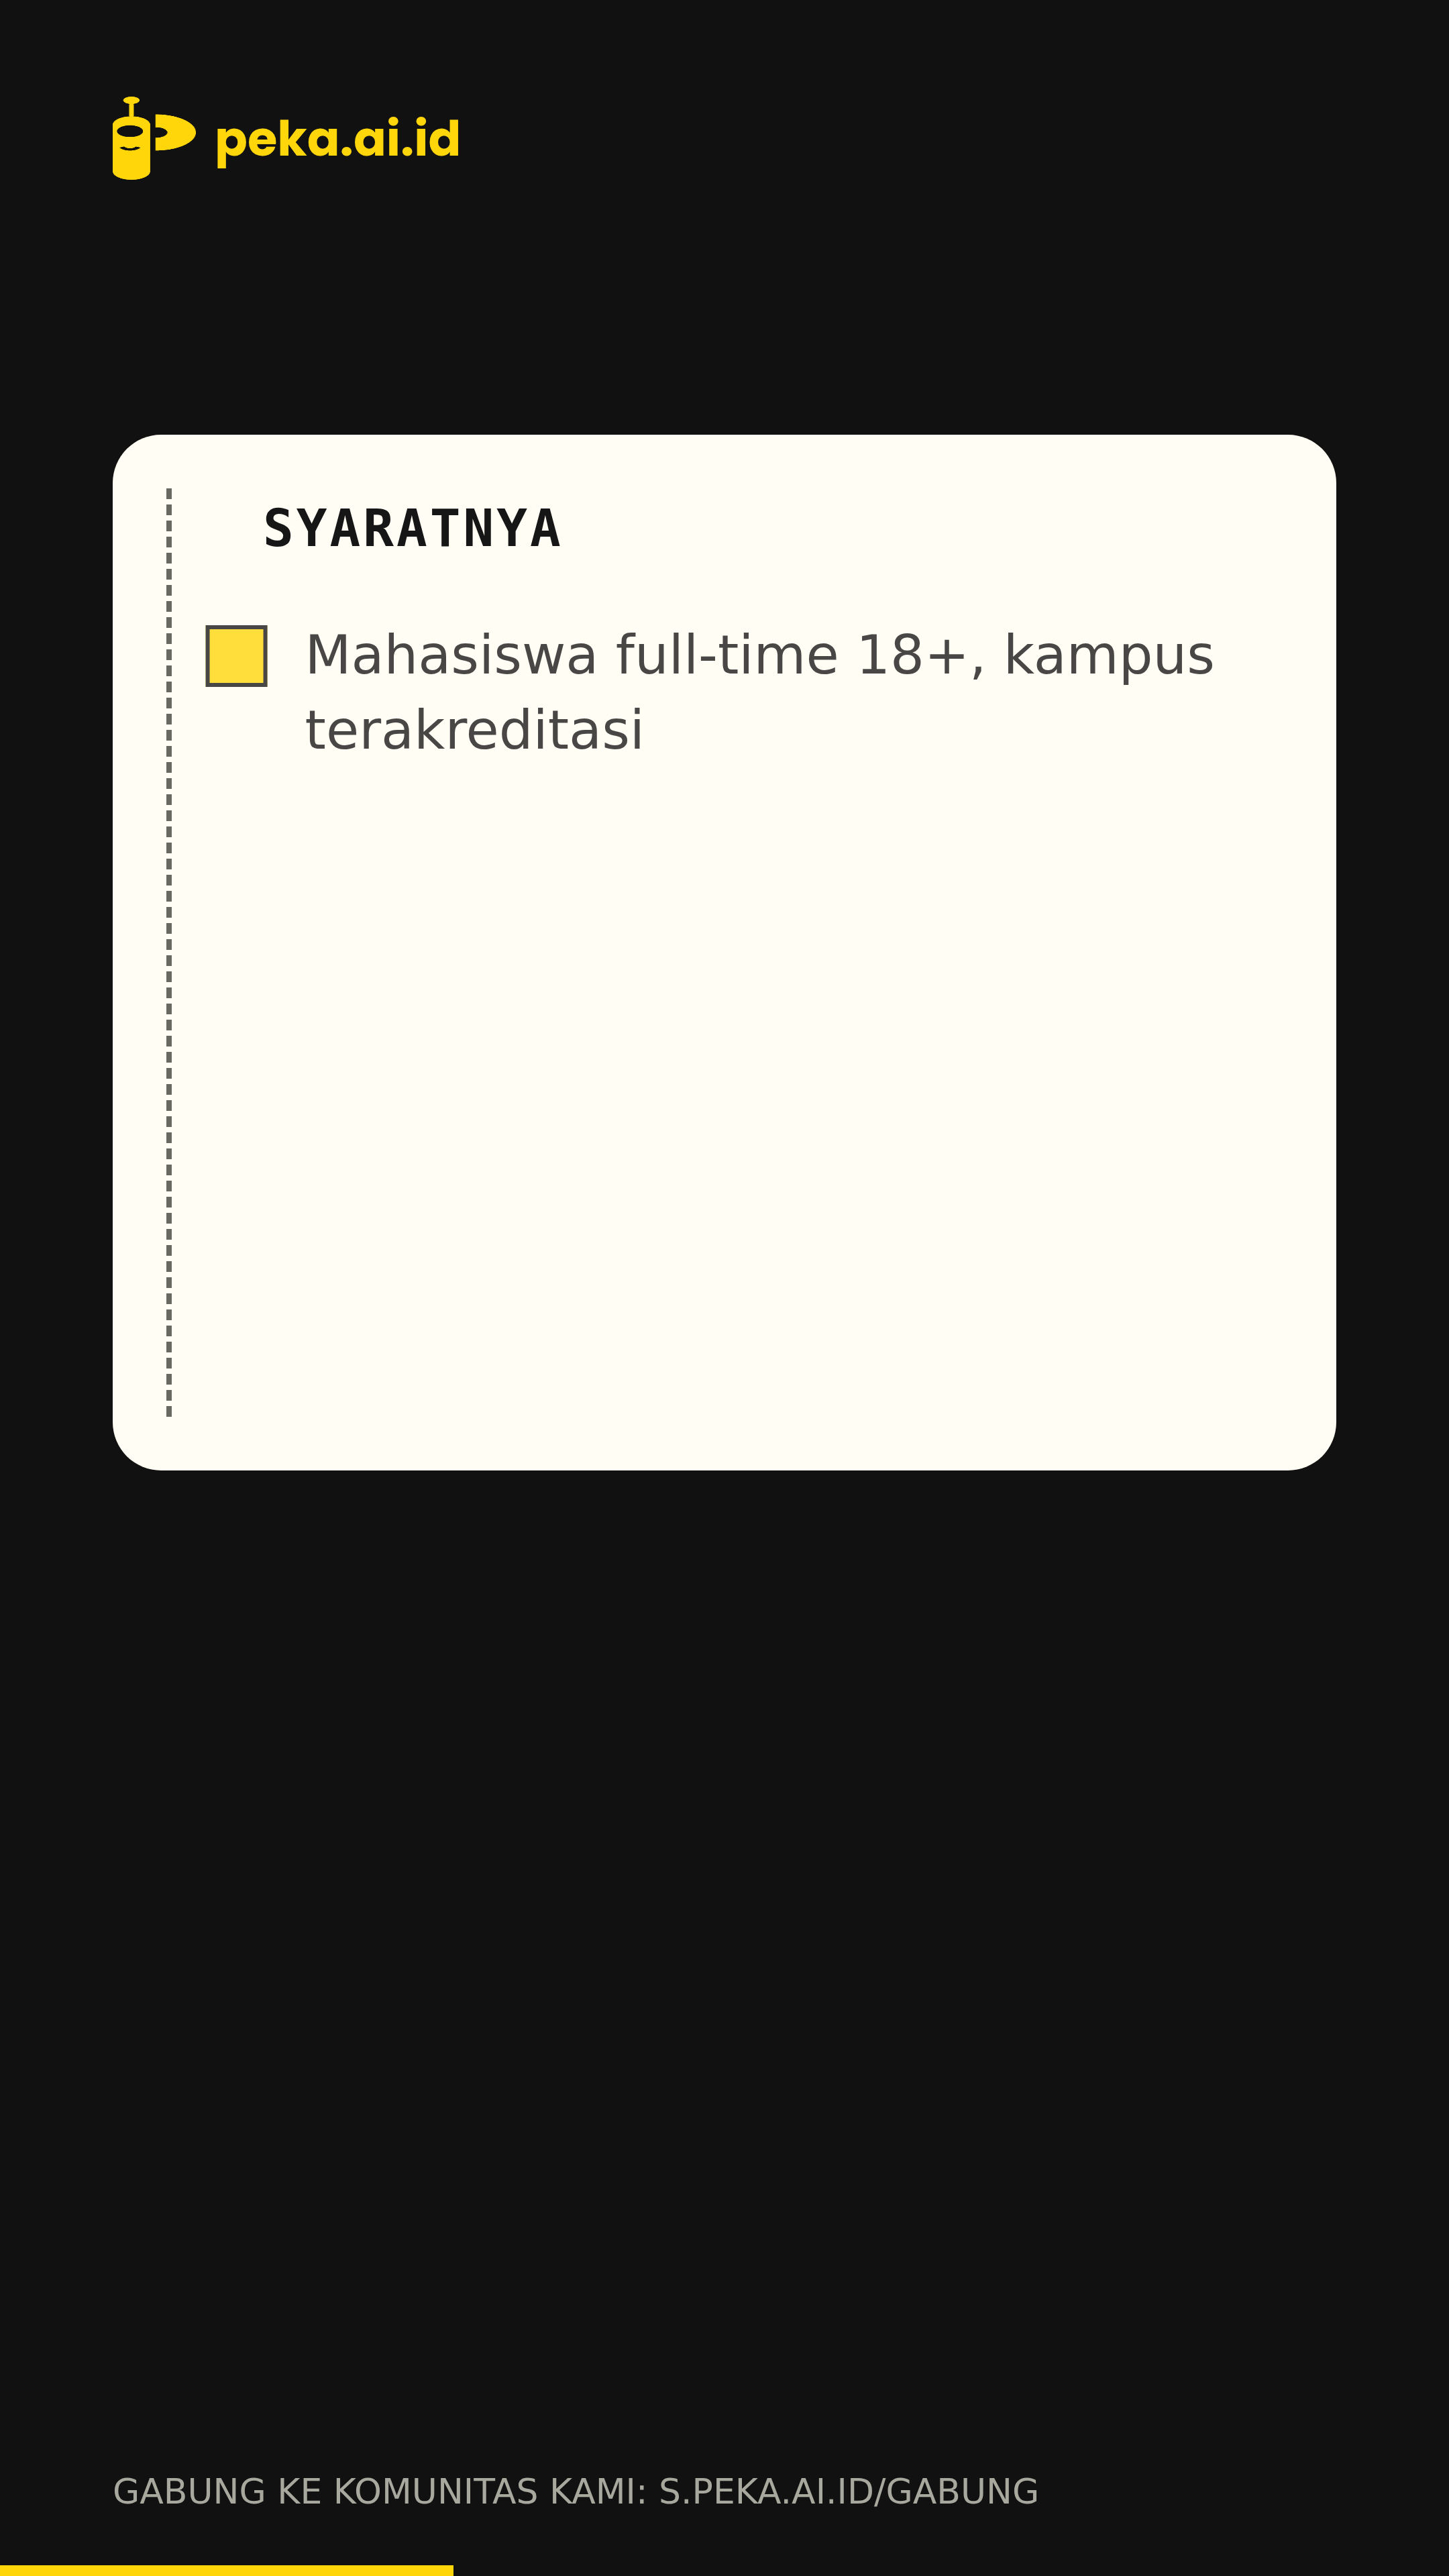 peka.ai.id
SYARATNYA
Mahasiswa full-time 18+, kampus
terakreditasi
GABUNG KE KOMUNITAS KAMI: S.PEKA.AI.ID/GABUNG